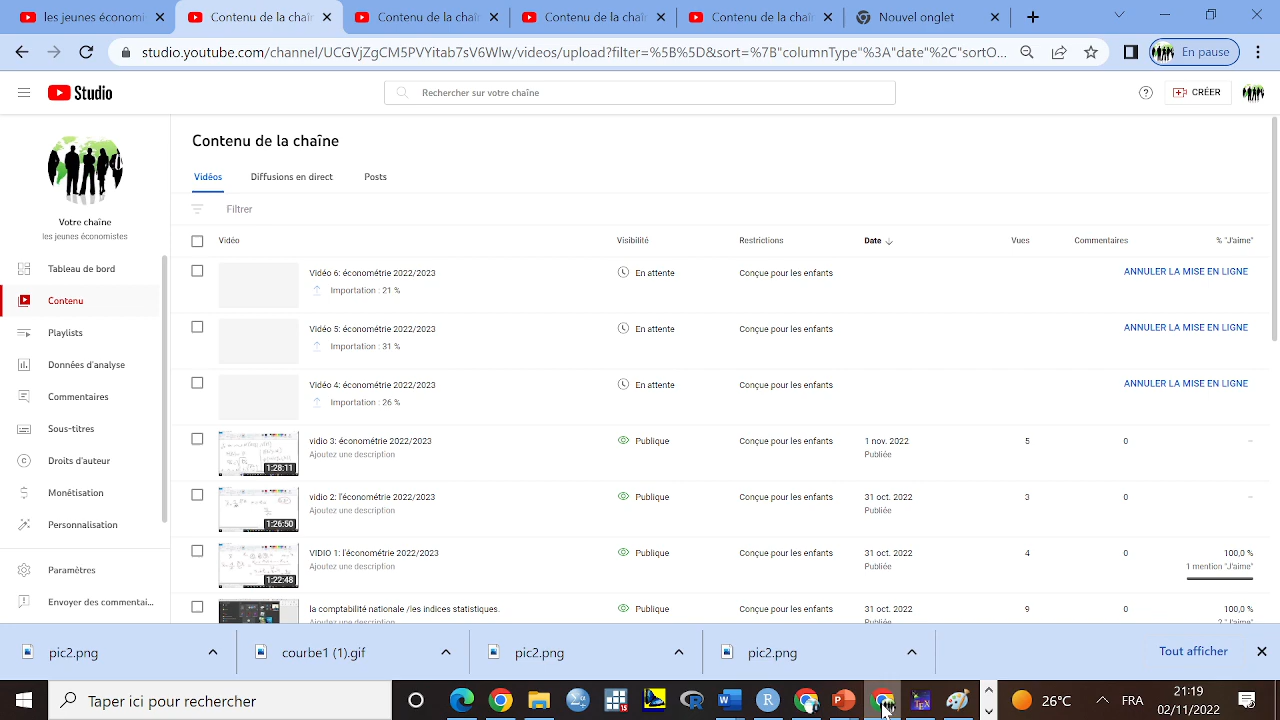 les jeunes économiste
Contenu de la chaîne
Contenu de la chaîne
Contenu de la chaîne
Contenu de la chaîne
Nouvel onglet
studio.youtube.com/channel/UCGVjZgCM5PVYitab7sV6Wlw/videos/upload?filter=%5B%5D&sort=%7B"columnType"%3A"date"%2C"sortO...
En pause
Studio
Rechercher sur votre chaîne
CRÉER
Votre chaîne
les jeunes économistes
Tableau de bord
Contenu
Playlists
Données d'analyse
Commentaires
Sous-titres
Droits d'auteur
Monétisation
Personnalisation
Paramètres
Envoyer des commentai...
Contenu de la chaîne
Vidéos Diffusions en direct Posts
Filtrer
Vidéo Visibilité Restrictions Date Vues Commentaires % "J'aime"
Vidéo 6: économétrie 2022/2023 En attente Conçue pour les enfants ANNULER LA MISE EN LIGNE
Importation : 21 %
Vidéo 5: économétrie 2022/2023 En attente Conçue pour les enfants ANNULER LA MISE EN LIGNE
Importation : 31 %
Vidéo 4: économétrie 2022/2023 En attente Conçue pour les enfants ANNULER LA MISE EN LIGNE
Importation : 26 %
vidio 3: économétrie 2022/2023 Publique Conçue pour les enfants 1 nov. 2022 5 0 –
Ajoutez une description Publiée
1:28:11
vidio 2: l'économétrie 2022/2023 Publique Conçue pour les enfants 31 oct. 2022 3 0 –
Ajoutez une description Publiée
1:26:50
VIDIO 1: l'économétrie 2022/2023 Publique Conçue pour les enfants 31 oct. 2022 4 0 100,0 %
Ajoutez une description Publiée 1 mention "J'aime"
1:22:48
la comptabilité nationale /les indices statistiques. Publique Conçue pour les enfants 31 oct. 2022 9 0 100,0 %
Ajoutez une description Publiée 2 "J'aime"
pic2.png courbe1 (1).gif pic2.png pic2.png Tout afficher
Taper ici pour rechercher
26°C FRA
21:19
02/11/2022